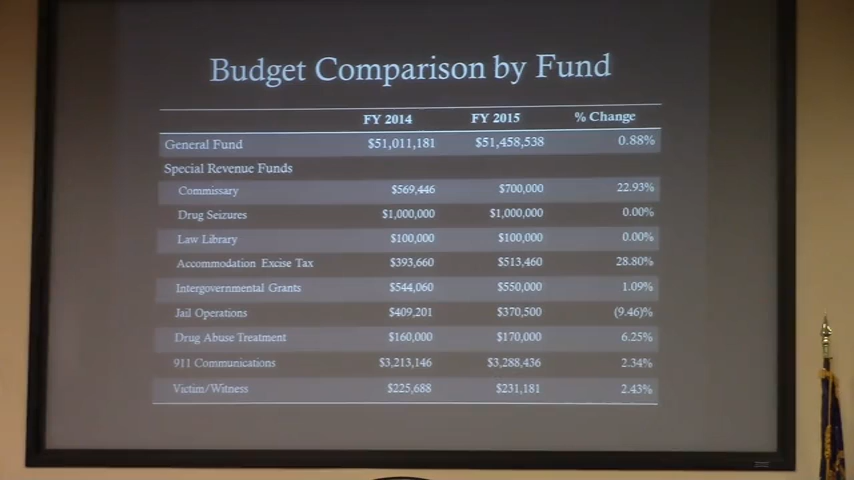 Budget Comparison by Fund
FY 2014 FY 2015 % Change
General Fund $51,011,181 $51,458,538 0.88%
Special Revenue Funds
Commissary $569,446 $700,000 22.93%
Drug Seizures $1,000,000 $1,000,000 0.00%
Law Library $100,000 $100,000 0.00%
Accommodation Excise Tax $393,660 $513,460 28.80%
Intergovernmental Grants $544,060 $550,000 1.09%
Jail Operations $409,201 $370,500 (9.46)%
Drug Abuse Treatment $160,000 $170,000 6.25%
911 Communications $3,213,146 $3,288,436 2.34%
Victim/Witness $225,688 $231,181 2.43%